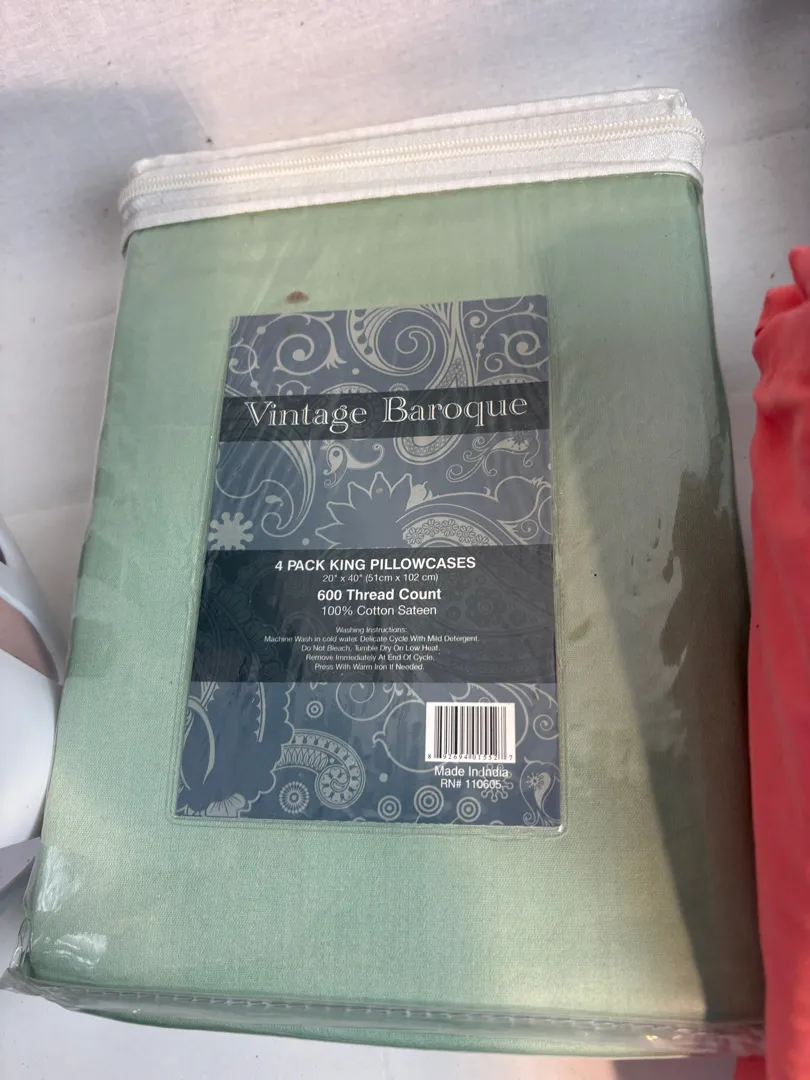 Vintage Baroque
4 PACK KING PILLOWCASES
20" x 40" (51cm x 102 cm)
600 Thread Count
100% Cotton Sateen
Washing Instructions:
Machine Wash in cold water. Delicate Cycle With Mild Detergent.
Do Not Bleach. Tumble Dry On Low Heat.
Remove Immediately At End Of Cycle.
Press With Warm Iron If Needed.
Made In India
RN# 110605